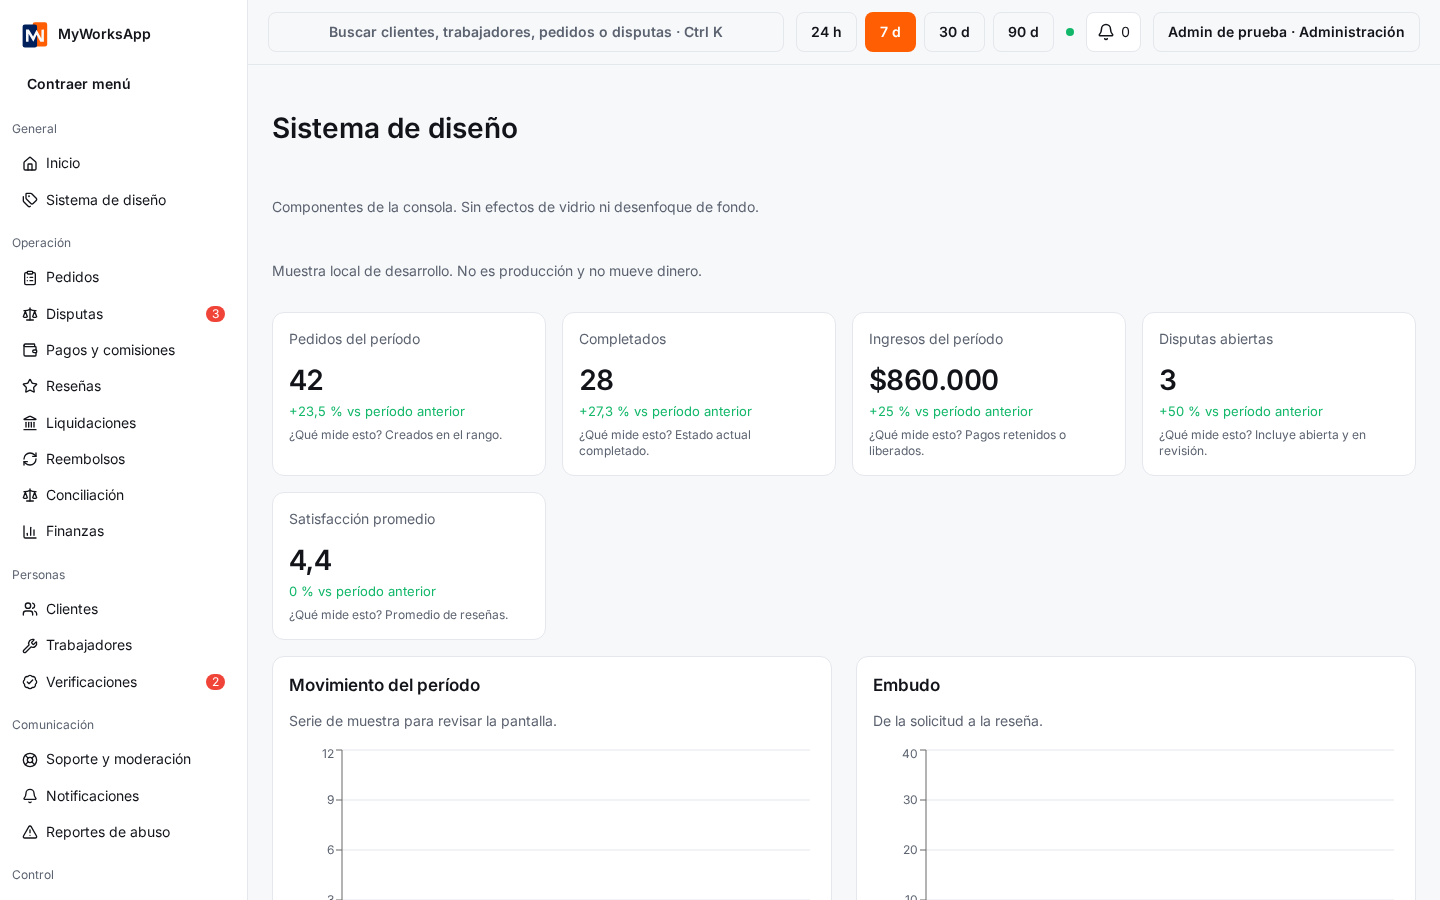 MyWorksApp
Contraer menú
General
Inicio
Sistema de diseño
Operación
Pedidos
Disputas 3
Pagos y comisiones
Reseñas
Liquidaciones
Reembolsos
Conciliación
Finanzas
Personas
Clientes
Trabajadores
Verificaciones 2
Comunicación
Soporte y moderación
Notificaciones
Reportes de abuso
Control
Buscar clientes, trabajadores, pedidos o disputas · Ctrl K
24 h
7 d
30 d
90 d
0
Admin de prueba · Administración
Sistema de diseño
Componentes de la consola. Sin efectos de vidrio ni desenfoque de fondo.
Muestra local de desarrollo. No es producción y no mueve dinero.
Pedidos del período
42
+23,5 % vs período anterior
¿Qué mide esto? Creados en el rango.
Completados
28
+27,3 % vs período anterior
¿Qué mide esto? Estado actual
completado.
Ingresos del período
$860.000
+25 % vs período anterior
¿Qué mide esto? Pagos retenidos o
liberados.
Disputas abiertas
3
+50 % vs período anterior
¿Qué mide esto? Incluye abierta y en
revisión.
Satisfacción promedio
4,4
0 % vs período anterior
¿Qué mide esto? Promedio de reseñas.
Movimiento del período
Serie de muestra para revisar la pantalla.
12
9
6
3
Embudo
De la solicitud a la reseña.
40
30
20
10